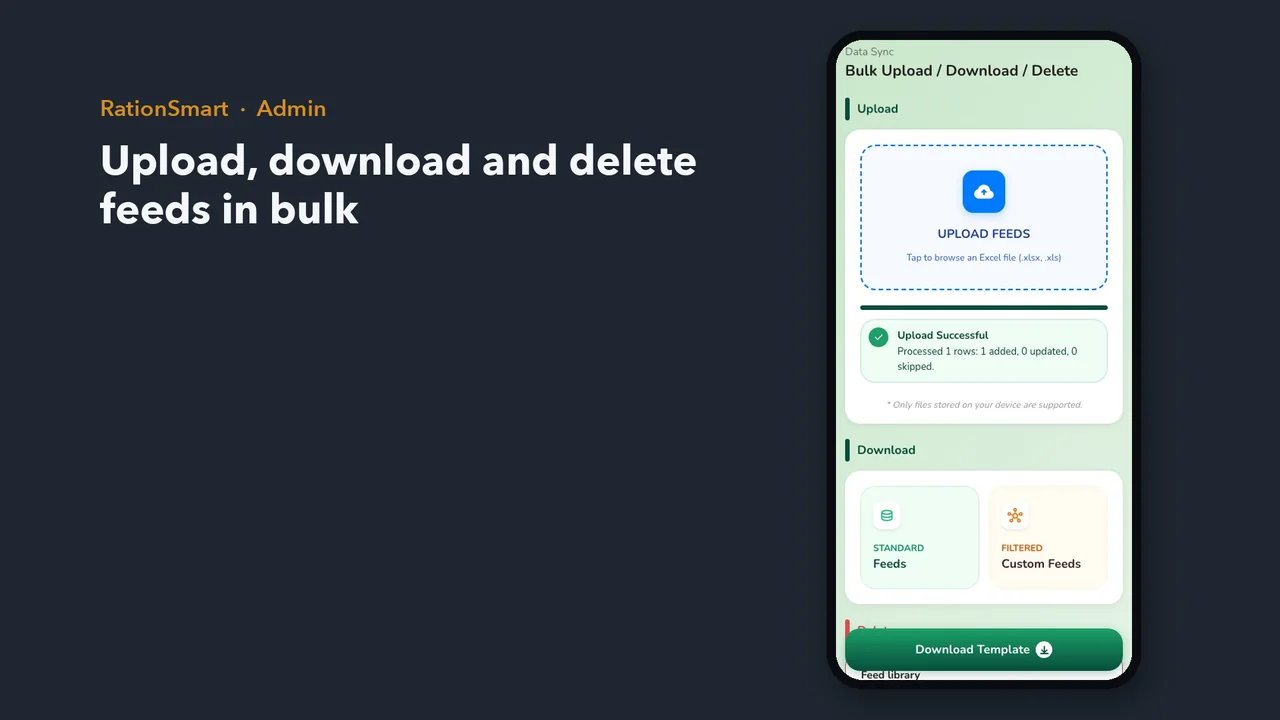 RationSmart · Admin
Upload, download and delete
feeds in bulk
Data Sync
Bulk Upload / Download / Delete
Upload
UPLOAD FEEDS
Tap to browse an Excel file (.xlsx, .xls)
Upload Successful
Processed 1 rows: 1 added, 0 updated, 0
skipped.
* Only files stored on your device are supported.
Download
STANDARD
Feeds
FILTERED
Custom Feeds
Download Template
Feed library